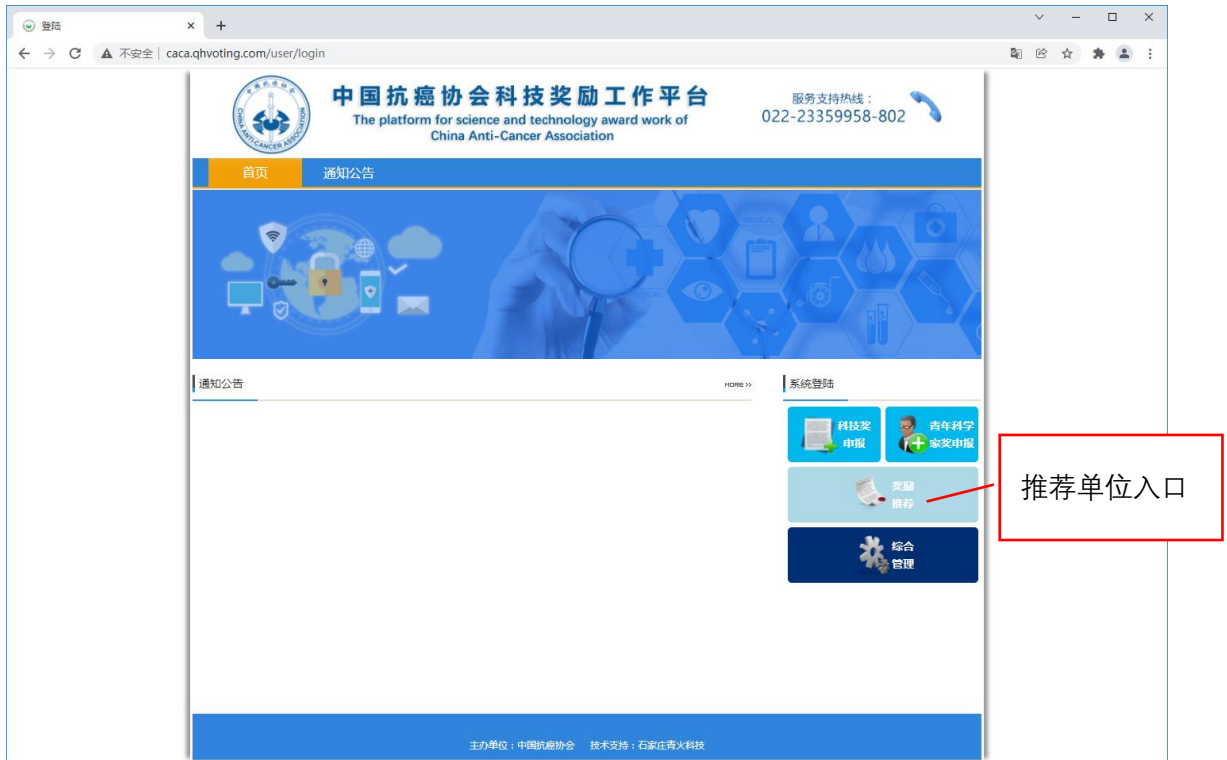 登陆
不安全 | caca.qhvoting.com/user/login
中国抗癌协会科技奖励工作平台
The platform for science and technology award work of
China Anti-Cancer Association
服务支持热线：
022-23359958-802
CHINA ANTI-CANCER ASSOCIATION
首页
通知公告
MEDICAL
通知公告
MORE >>
系统登陆
科技奖
申报
青年科学
家奖申报
奖励
推荐
综合
管理
推荐单位入口
主办单位：中国抗癌协会 技术支持：石家庄青火科技